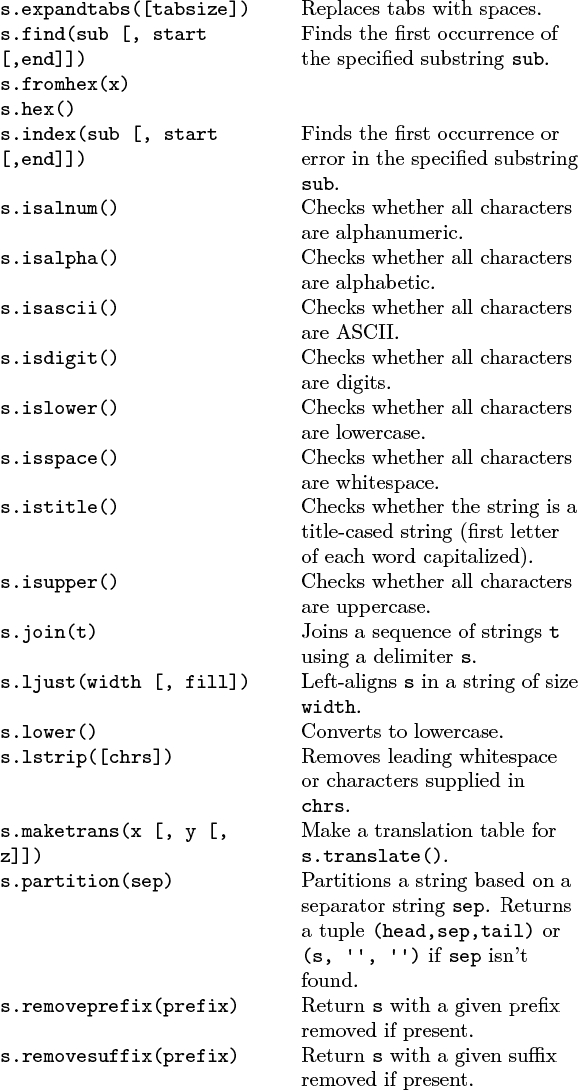 s.expandtabs([tabsize]) Replaces tabs with spaces.
s.find(sub [, start Finds the first occurrence of
[,end]]) the specified substring sub.
s.fromhex(x)
s.hex()
s.index(sub [, start Finds the first occurrence or
[,end]]) error in the specified substring
sub.
s.isalnum() Checks whether all characters
are alphanumeric.
s.isalpha() Checks whether all characters
are alphabetic.
s.isascii() Checks whether all characters
are ASCII.
s.isdigit() Checks whether all characters
are digits.
s.islower() Checks whether all characters
are lowercase.
s.isspace() Checks whether all characters
are whitespace.
s.istitle() Checks whether the string is a
title-cased string (first letter
of each word capitalized).
s.isupper() Checks whether all characters
are uppercase.
s.join(t) Joins a sequence of strings t
using a delimiter s.
s.ljust(width [, fill]) Left-aligns s in a string of size
width.
s.lower() Converts to lowercase.
s.lstrip([chrs]) Removes leading whitespace
or characters supplied in
chrs.
s.maketrans(x [, y [, Make a translation table for
z]]) s.translate().
s.partition(sep) Partitions a string based on a
separator string sep. Returns
a tuple (head,sep,tail) or
(s, '', '') if sep isn't
found.
s.removeprefix(prefix) Return s with a given prefix
removed if present.
s.removesuffix(prefix) Return s with a given suffix
removed if present.